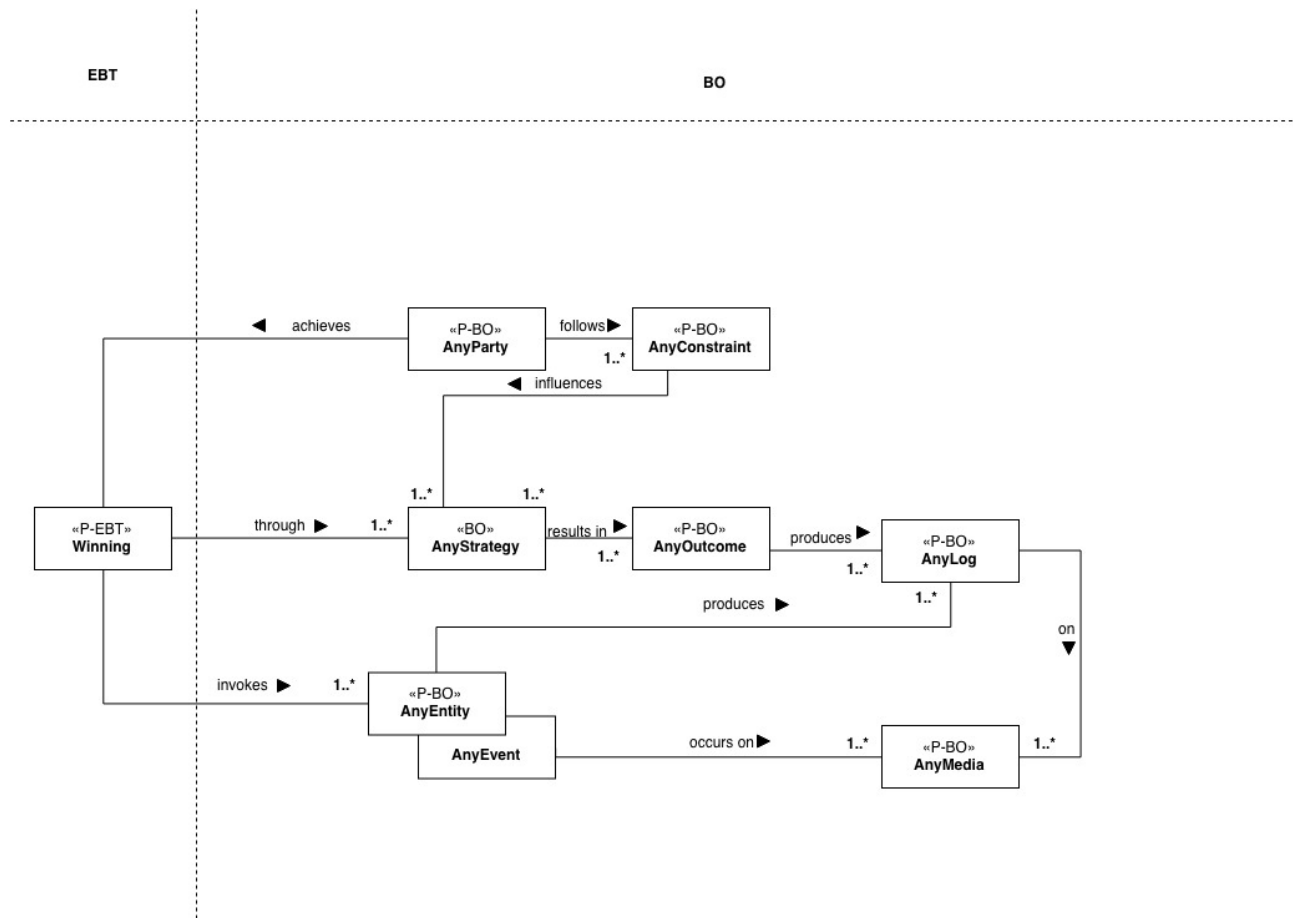 EBT
BO
achieves
«P-BO»
AnyParty
follows
1..*
«P-BO»
AnyConstraint
influences
1..*
1..*
«P-EBT»
Winning
through
1..*
«BO»
AnyStrategy
results in
1..*
«P-BO»
AnyOutcome
produces
1..*
«P-BO»
AnyLog
1..*
produces
on
invokes
1..*
«P-BO»
AnyEntity
AnyEvent
occurs on
1..*
«P-BO»
AnyMedia
1..*